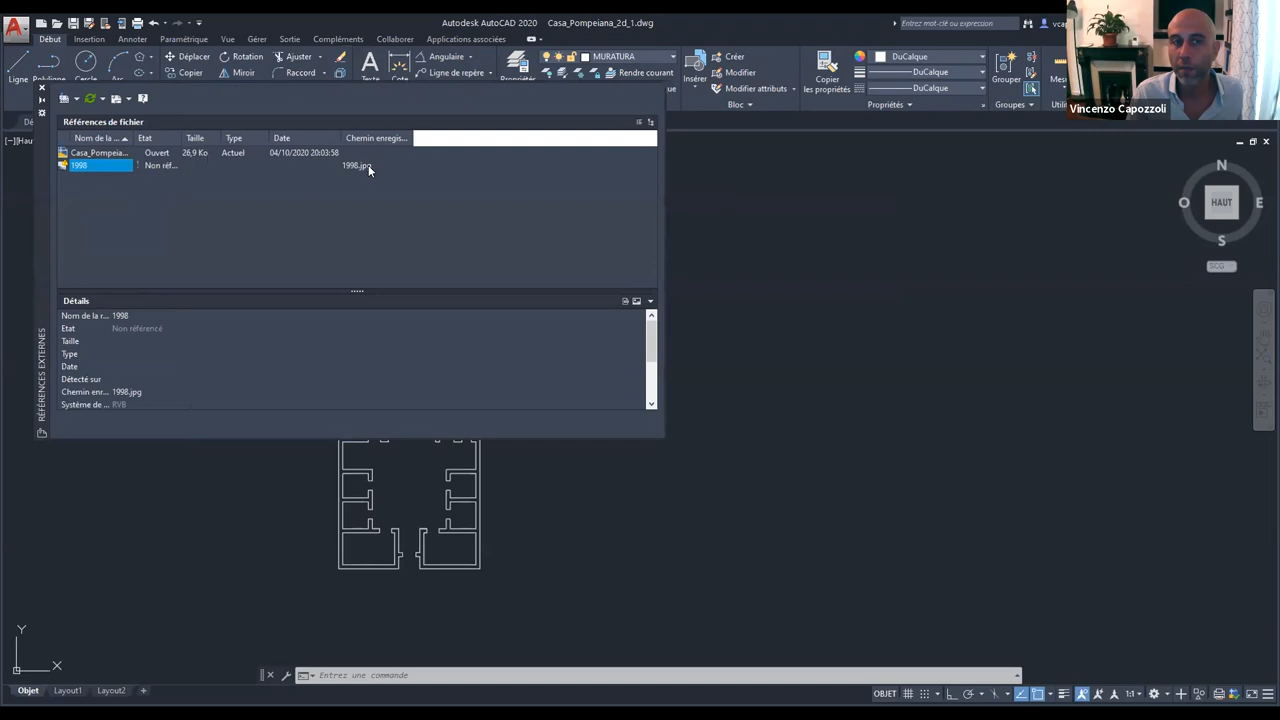 Autodesk AutoCAD 2020 Casa_Pompeiana_2d_1.dwg
Entrez mot-clé ou expression
Début Insertion Annoter Paramétrique Vue Gérer Sortie Compléments Collaborer Applications associées
Déplacer Rotation Ajuster Angulaire MURATURA Créer DuCalque
Ligne Polyligne Cercle Arc Copier Miroir Raccord Texte Cote Ligne de repère Propriétés Rendre courant Insérer Modifier Copier DuCalque Grouper
les propriétés Modifier attributs DuCalque
Bloc Propriétés Groupes
Vincenzo Capozzoli
Références de fichier
Nom de la ... Etat Taille Type Date Chemin enregis...
Casa_Pompeia... Ouvert 26,9 Ko Actuel 04/10/2020 20:03:58
1998 ! Non réf... 1998.jpg
N
O HAUT E
S
SCG
Détails
Nom de la r... 1998
Etat Non référencé
Taille
Type
Date
Détecté sur
Chemin enr... 1998.jpg
Système de ... RVB
RÉFÉRENCES EXTERNES
Y
X
Entrez une commande
Objet Layout1 Layout2 +
OBJET 1:1